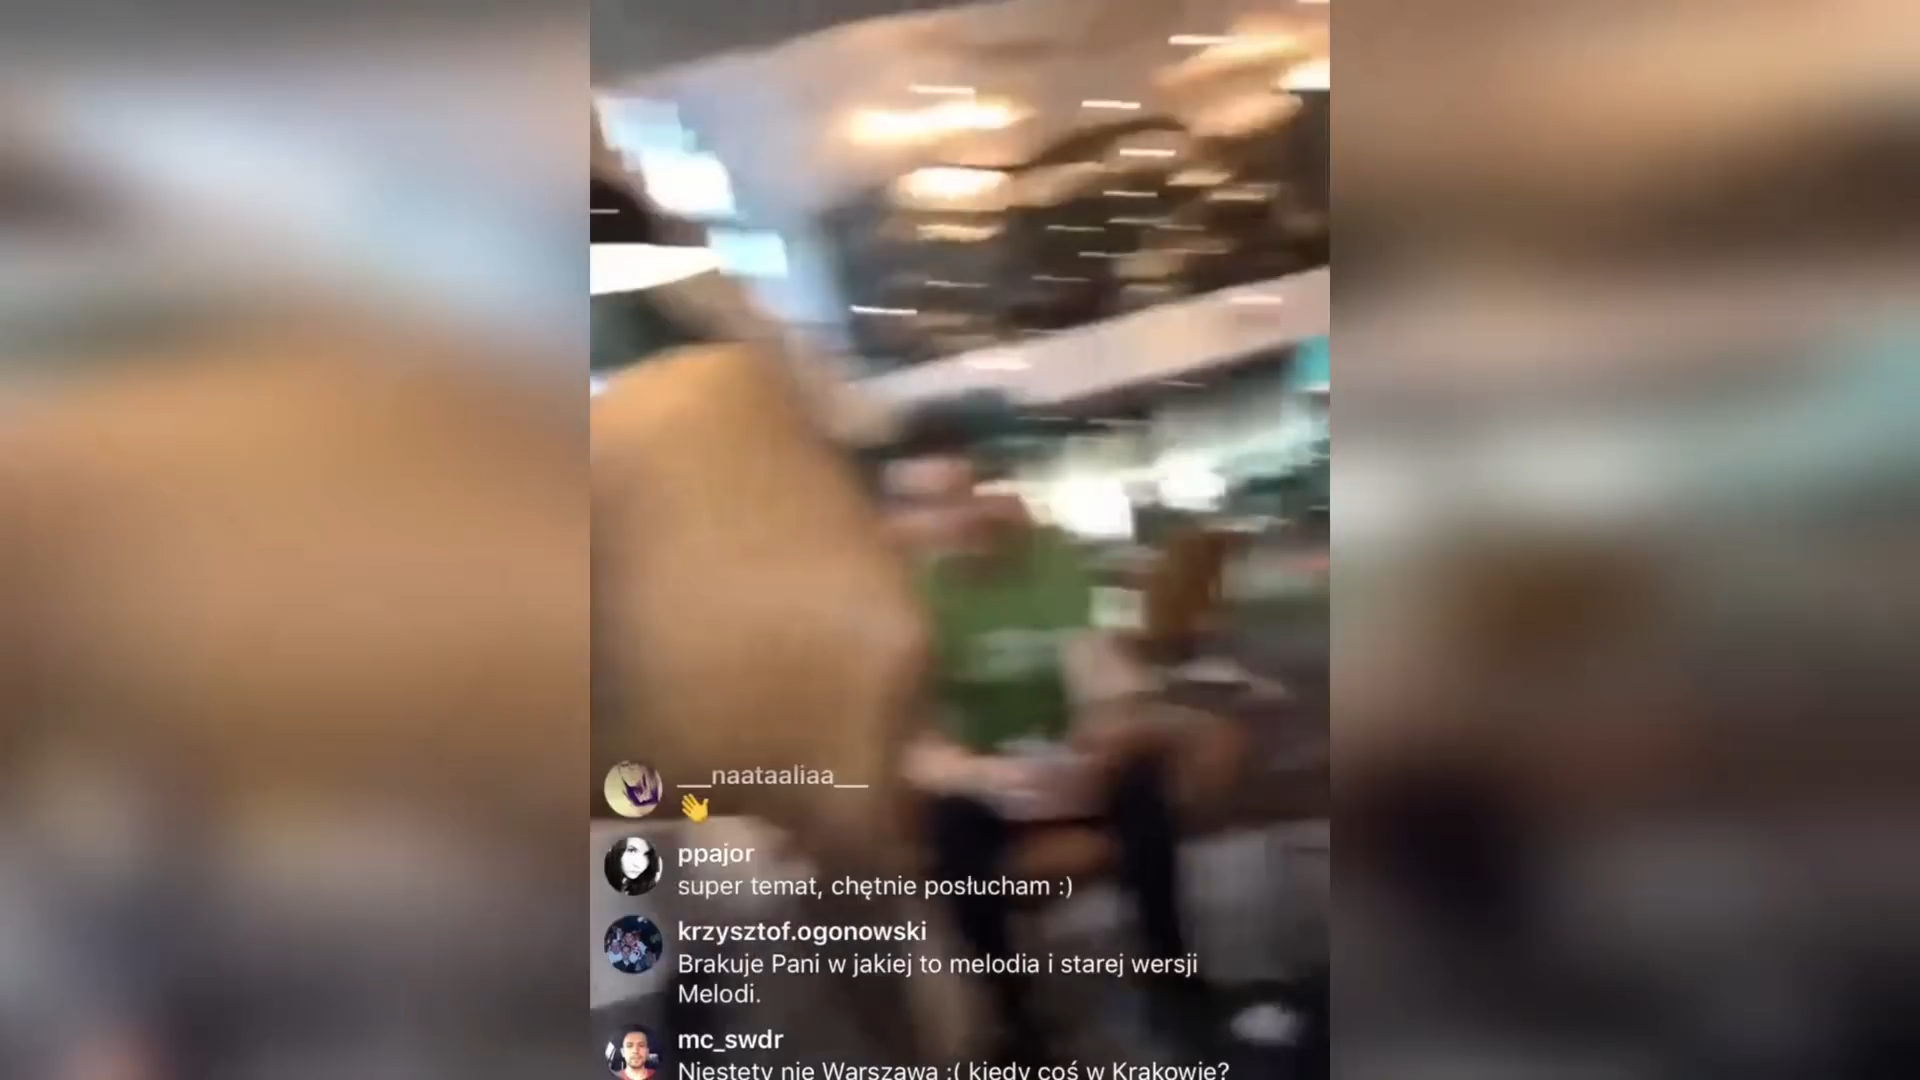 ___naataaliaa___
👋
ppajor
super temat, chętnie posłucham :)
krzysztof.ogonowski
Brakuje Pani w jakiej to melodia i starej wersji
Melodi.
mc_swdr
Niestety nie Warszawa :( kiedy coś w Krakowie?